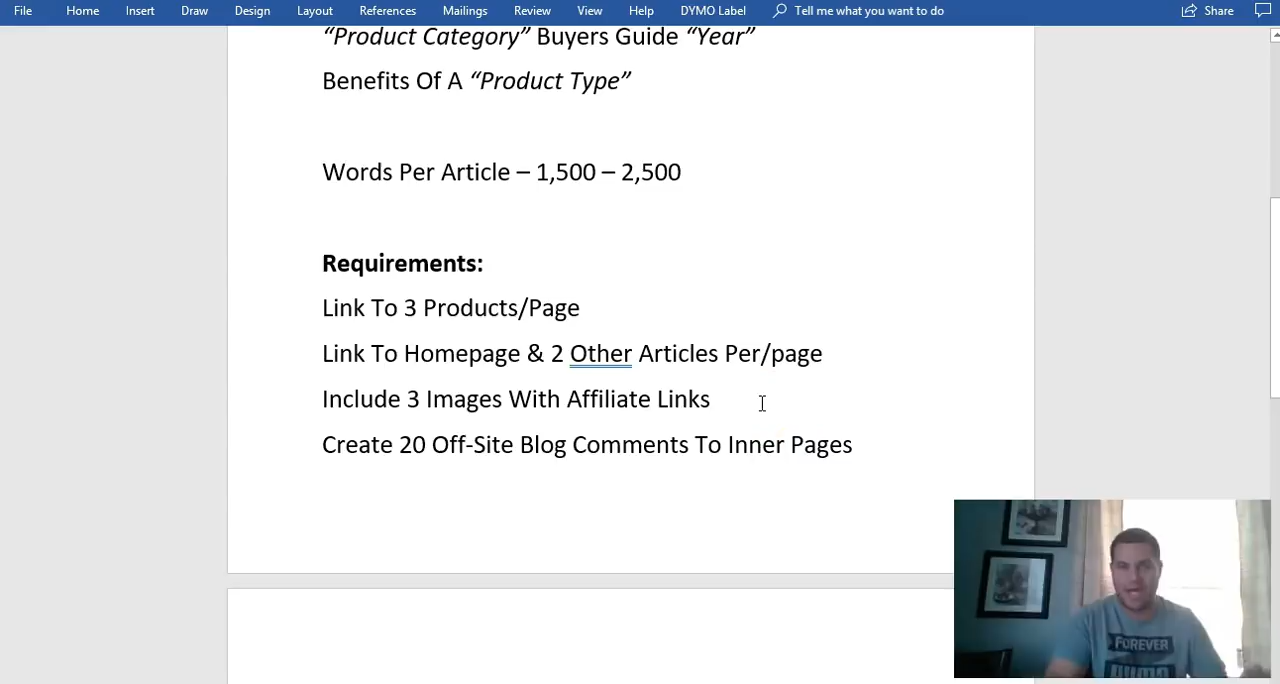 File Home Insert Draw Design Layout References Mailings Review View Help DYMO Label Tell me what you want to do Share
“Product Category” Buyers Guide “Year”
Benefits Of A “Product Type”
Words Per Article – 1,500 – 2,500
Requirements:
Link To 3 Products/Page
Link To Homepage & 2 Other Articles Per/page
Include 3 Images With Affiliate Links
Create 20 Off-Site Blog Comments To Inner Pages
FOREVER
PUMA